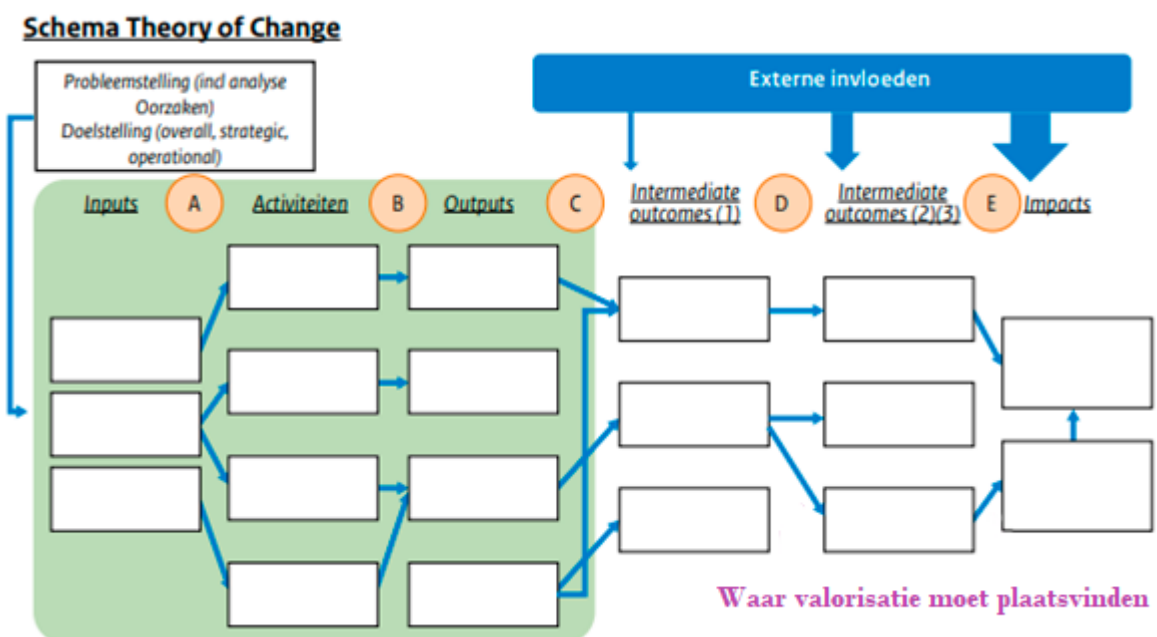 Schema Theory of Change
Probleemstelling (incl analyse
Oorzaken)
Doelstelling (overall, strategic,
operational)
Externe invloeden
Inputs
A
Activiteiten
B
Outputs
C
Intermediate
outcomes (1)
D
Intermediate
outcomes (2)(3)
E
Impacts
Waar valorisatie moet plaatsvinden